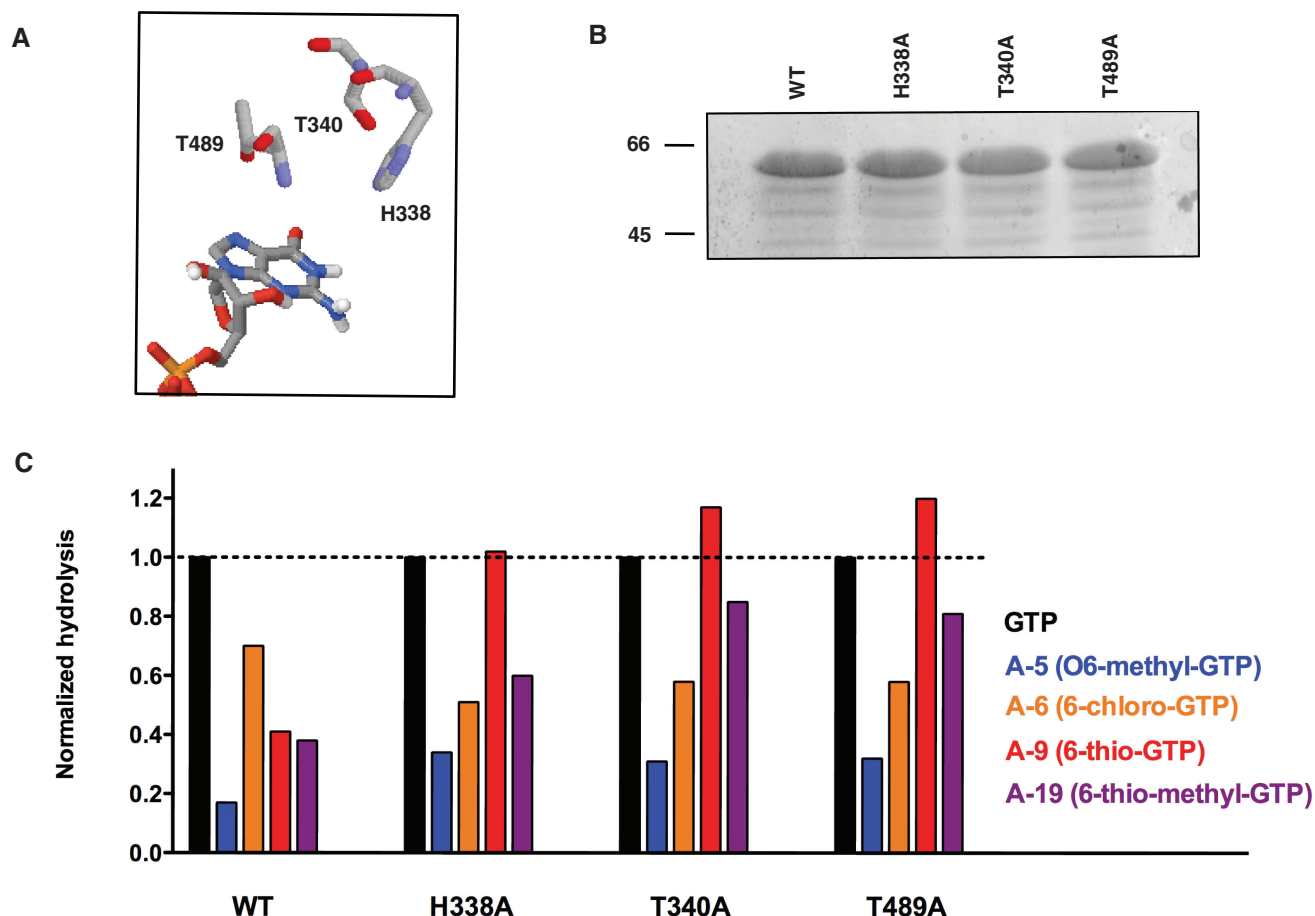 A
T489
T340
H338
B
WT
H338A
T340A
T489A
66
45
C
Normalized hydrolysis
1.2
1.0
0.8
0.6
0.4
0.2
0.0
WT
H338A
T340A
T489A
GTP
A-5 (O6-methyl-GTP)
A-6 (6-chloro-GTP)
A-9 (6-thio-GTP)
A-19 (6-thio-methyl-GTP)